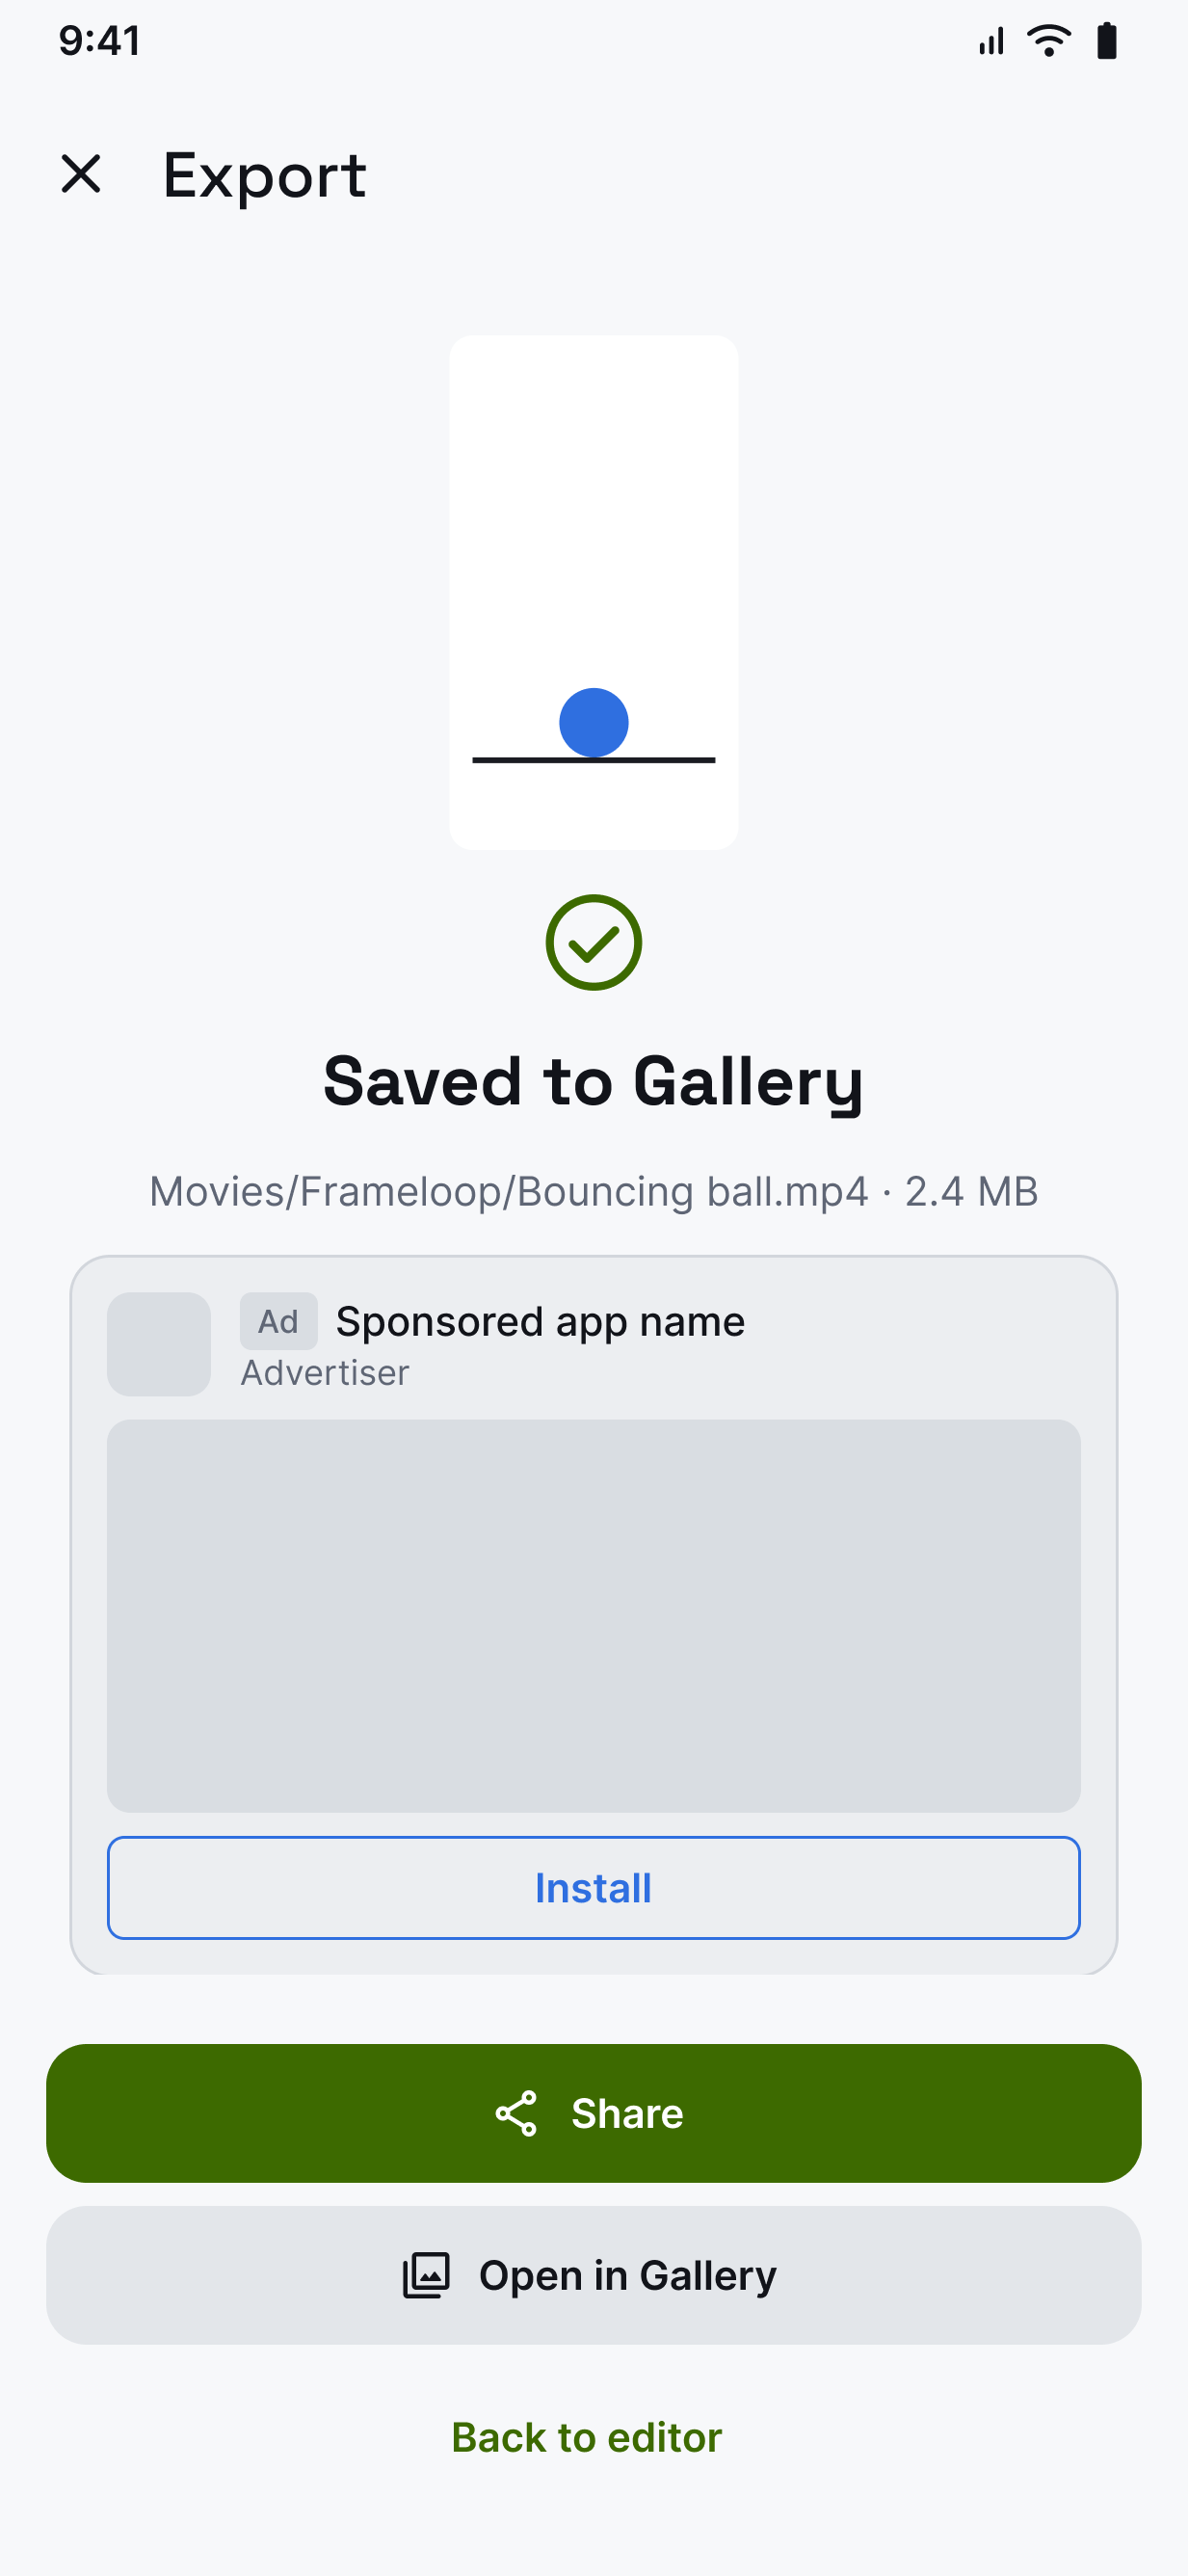 9:41
Export
Saved to Gallery
Movies/Frameloop/Bouncing ball.mp4 · 2.4 MB
Ad Sponsored app name
Advertiser
Install
Share
Open in Gallery
Back to editor